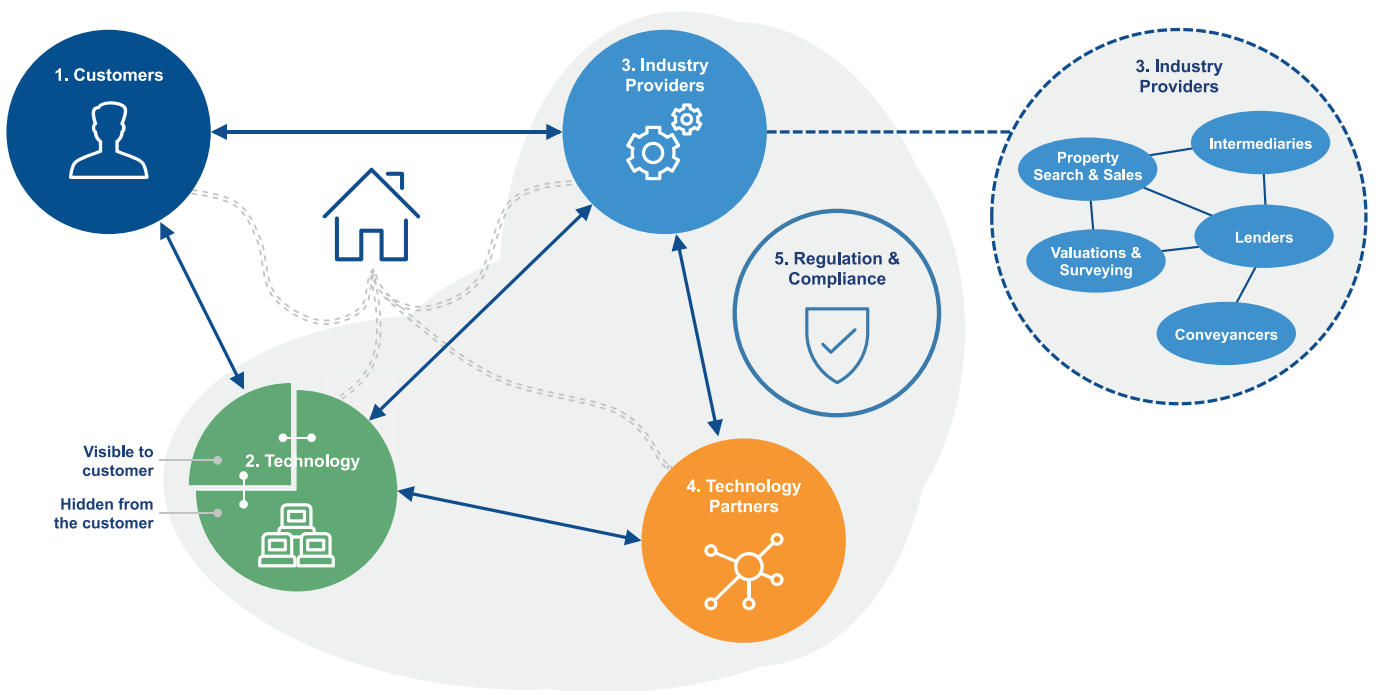 1. Customers
3. Industry
Providers
5. Regulation &
Compliance
Visible to
customer
2. Technology
Hidden from
the customer
4. Technology
Partners
3. Industry
Providers
Intermediaries
Property
Search & Sales
Lenders
Valuations &
Surveying
Conveyancers